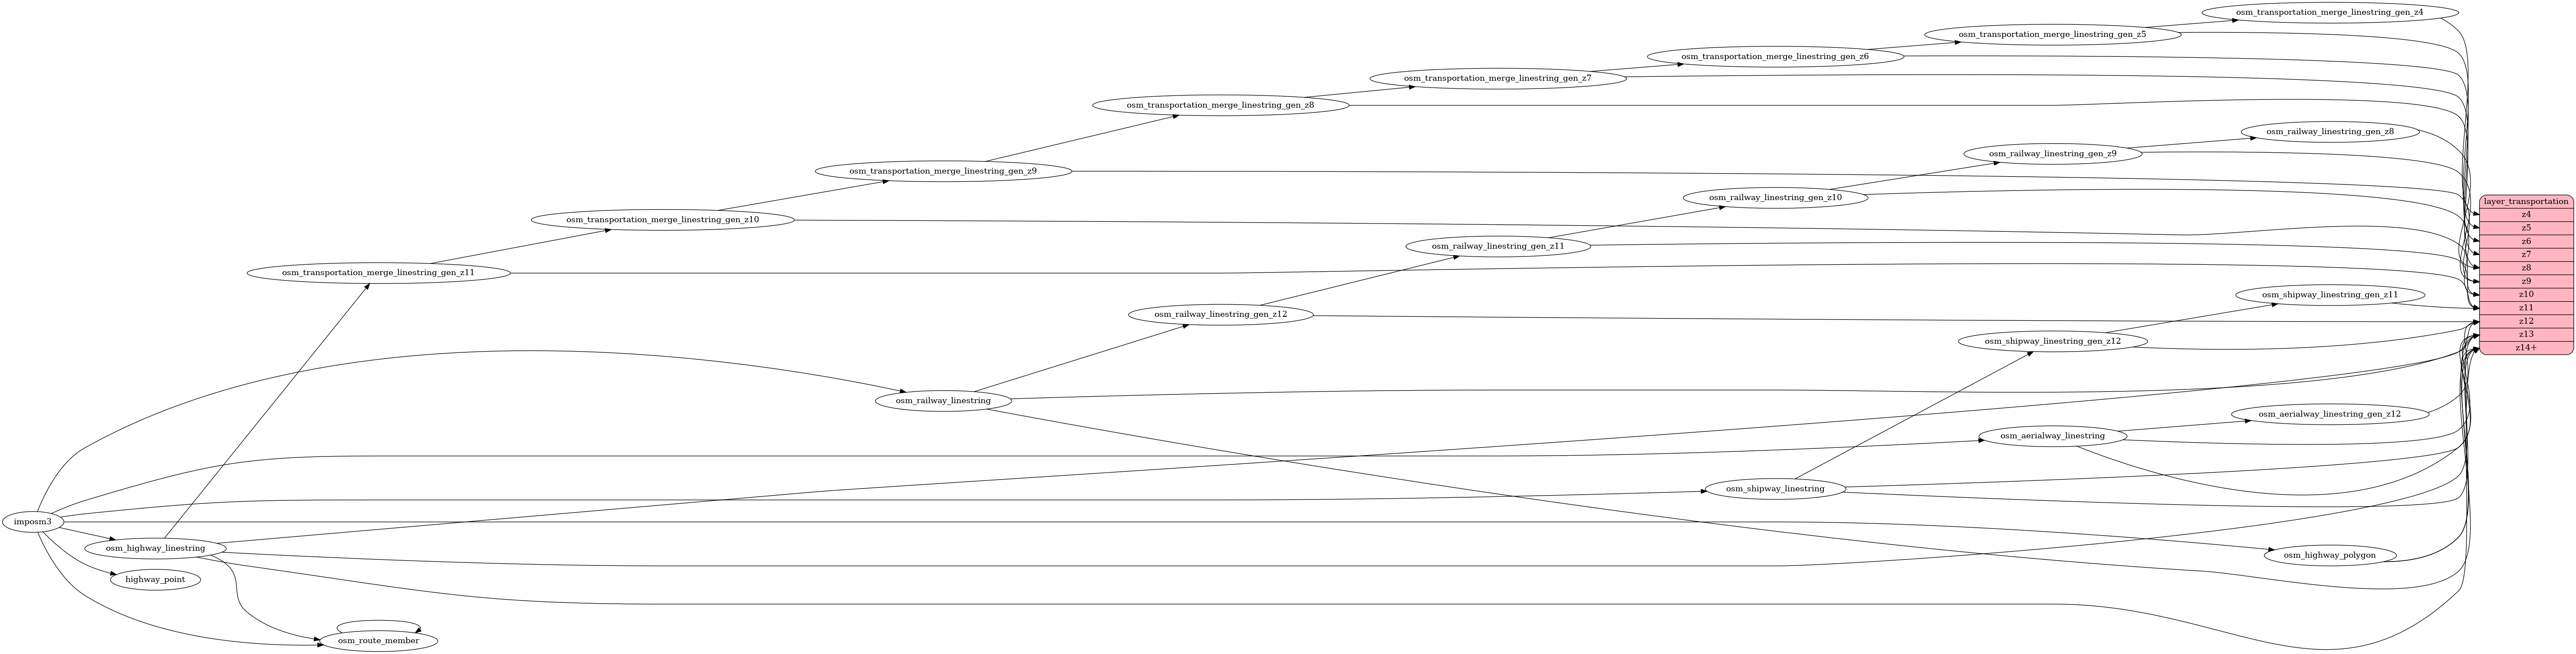 osm_transportation_merge_linestring_gen_z4
osm_transportation_merge_linestring_gen_z5
osm_transportation_merge_linestring_gen_z6
osm_transportation_merge_linestring_gen_z7
osm_transportation_merge_linestring_gen_z8
osm_railway_linestring_gen_z8
osm_railway_linestring_gen_z9
osm_transportation_merge_linestring_gen_z9
osm_railway_linestring_gen_z10
layer_transportation
z4
z5
z6
z7
z8
z9
z10
z11
z12
z13
z14+
osm_transportation_merge_linestring_gen_z10
osm_railway_linestring_gen_z11
osm_transportation_merge_linestring_gen_z11
osm_shipway_linestring_gen_z11
osm_railway_linestring_gen_z12
osm_shipway_linestring_gen_z12
osm_railway_linestring
osm_aerialway_linestring_gen_z12
osm_aerialway_linestring
osm_shipway_linestring
imposm3
osm_highway_linestring
osm_highway_polygon
highway_point
osm_route_member